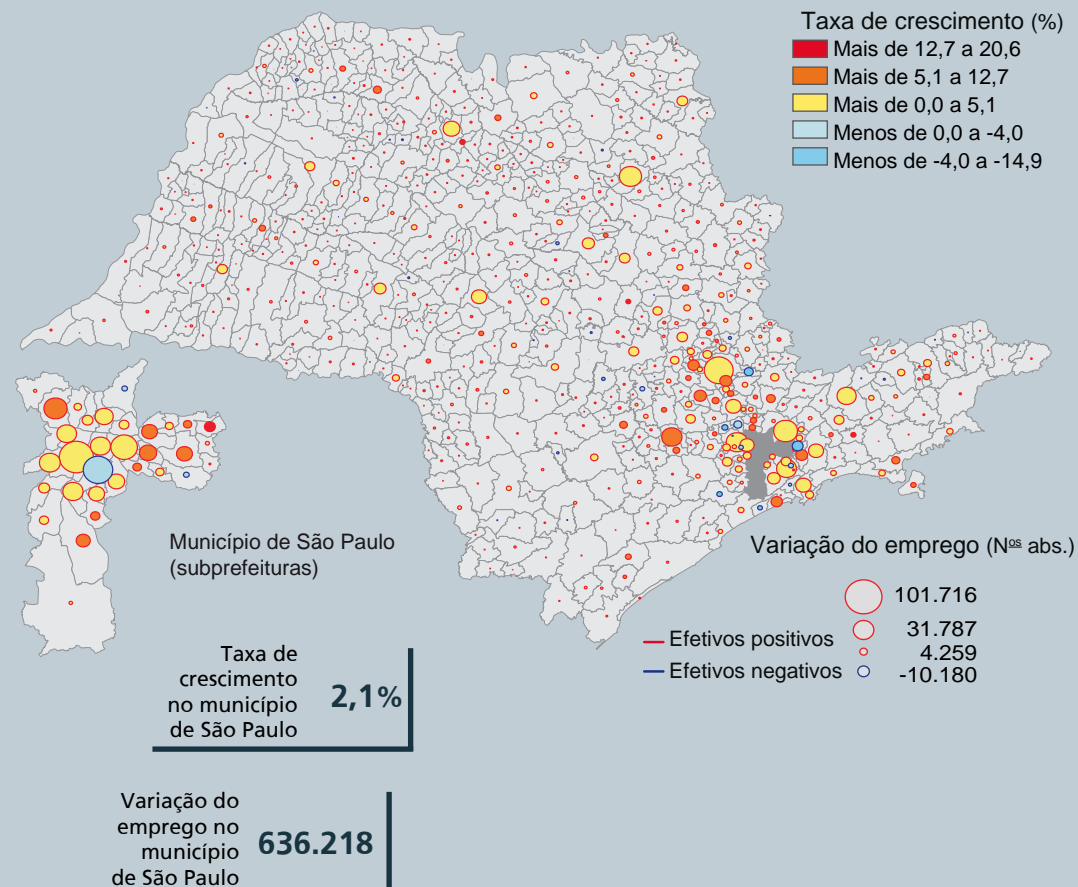 Taxa de crescimento (%)
Mais de 12,7 a 20,6
Mais de 5,1 a 12,7
Mais de 0,0 a 5,1
Menos de 0,0 a -4,0
Menos de -4,0 a -14,9
Município de São Paulo
(subprefeituras)
Variação do emprego (Nos abs.)
101.716
31.787
4.259
-10.180
Efetivos positivos
Efetivos negativos
Taxa de
crescimento
no município
de São Paulo
2,1%
Variação do
emprego no
município
de São Paulo
636.218